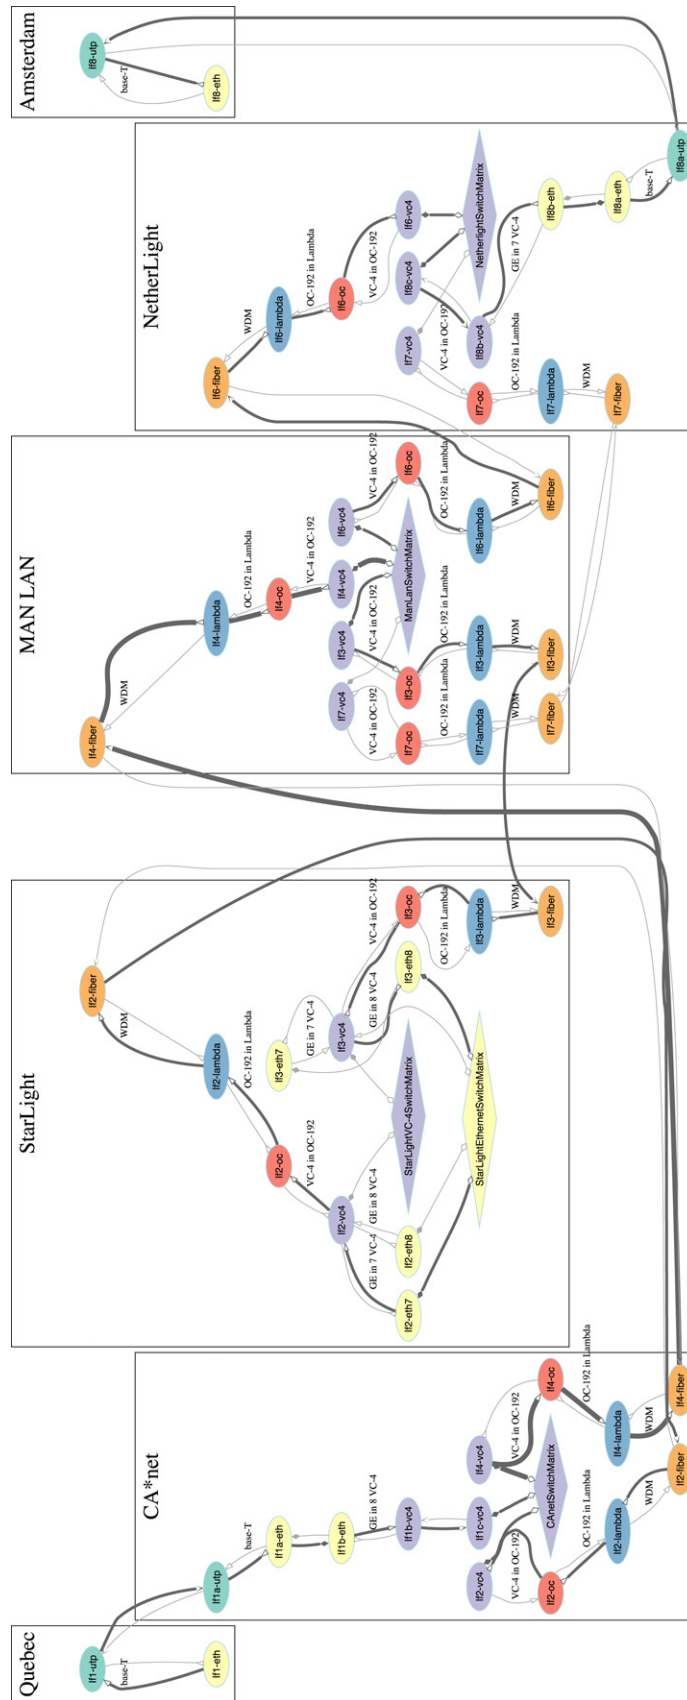 Quebec
If1-utp
base-T
If1-eth
CA*net
If1a-utp
base-T
If1a-eth
If1b-eth
GE in 8 VC-4
If1b-vc4
If2-vc4
If1c-vc4
If4-vc4
VC-4 in OC-192
VC-4 in OC-192
CAnetSwitchMatrix
If2-oc
If4-oc
OC-192 in Lambda
OC-192 in Lambda
If2-lambda
If4-lambda
WDM
WDM
If2-fiber
If4-fiber
StarLight
If2-fiber
WDM
If2-lambda
OC-192 in Lambda
If2-oc
If3-eth7
VC-4 in OC-192
GE in 7 VC-4
If2-vc4
If3-vc4
VC-4 in OC-192
GE in 7 VC-4
GE in 8 VC-4
GE in 8 VC-4
If2-eth7
If2-eth8
StarLightVC-4SwitchMatrix
If3-eth8
If3-oc
OC-192 in Lambda
StarLightEthernetSwitchMatrix
If3-lambda
WDM
If3-fiber
MAN LAN
If4-fiber
WDM
If4-lambda
OC-192 in Lambda
If4-oc
VC-4 in OC-192
If7-vc4
If3-vc4
If4-vc4
If6-vc4
VC-4 in OC-192
VC-4 in OC-192
VC-4 in OC-192
ManLanSwitchMatrix
If7-oc
If3-oc
If6-oc
OC-192 in Lambda
OC-192 in Lambda
OC-192 in Lambda
If7-lambda
If3-lambda
If6-lambda
WDM
WDM
WDM
If7-fiber
If3-fiber
If6-fiber
NetherLight
If6-fiber
WDM
If6-lambda
OC-192 in Lambda
If6-oc
VC-4 in OC-192
If7-vc4
If8c-vc4
If6-vc4
VC-4 in OC-192
If7-oc
If8b-vc4
NetherlightSwitchMatrix
OC-192 in Lambda
GE in 7 VC-4
If7-lambda
If8b-eth
WDM
If7-fiber
If8a-eth
base-T
If8a-utp
Amsterdam
If8-utp
base-T
If8-eth